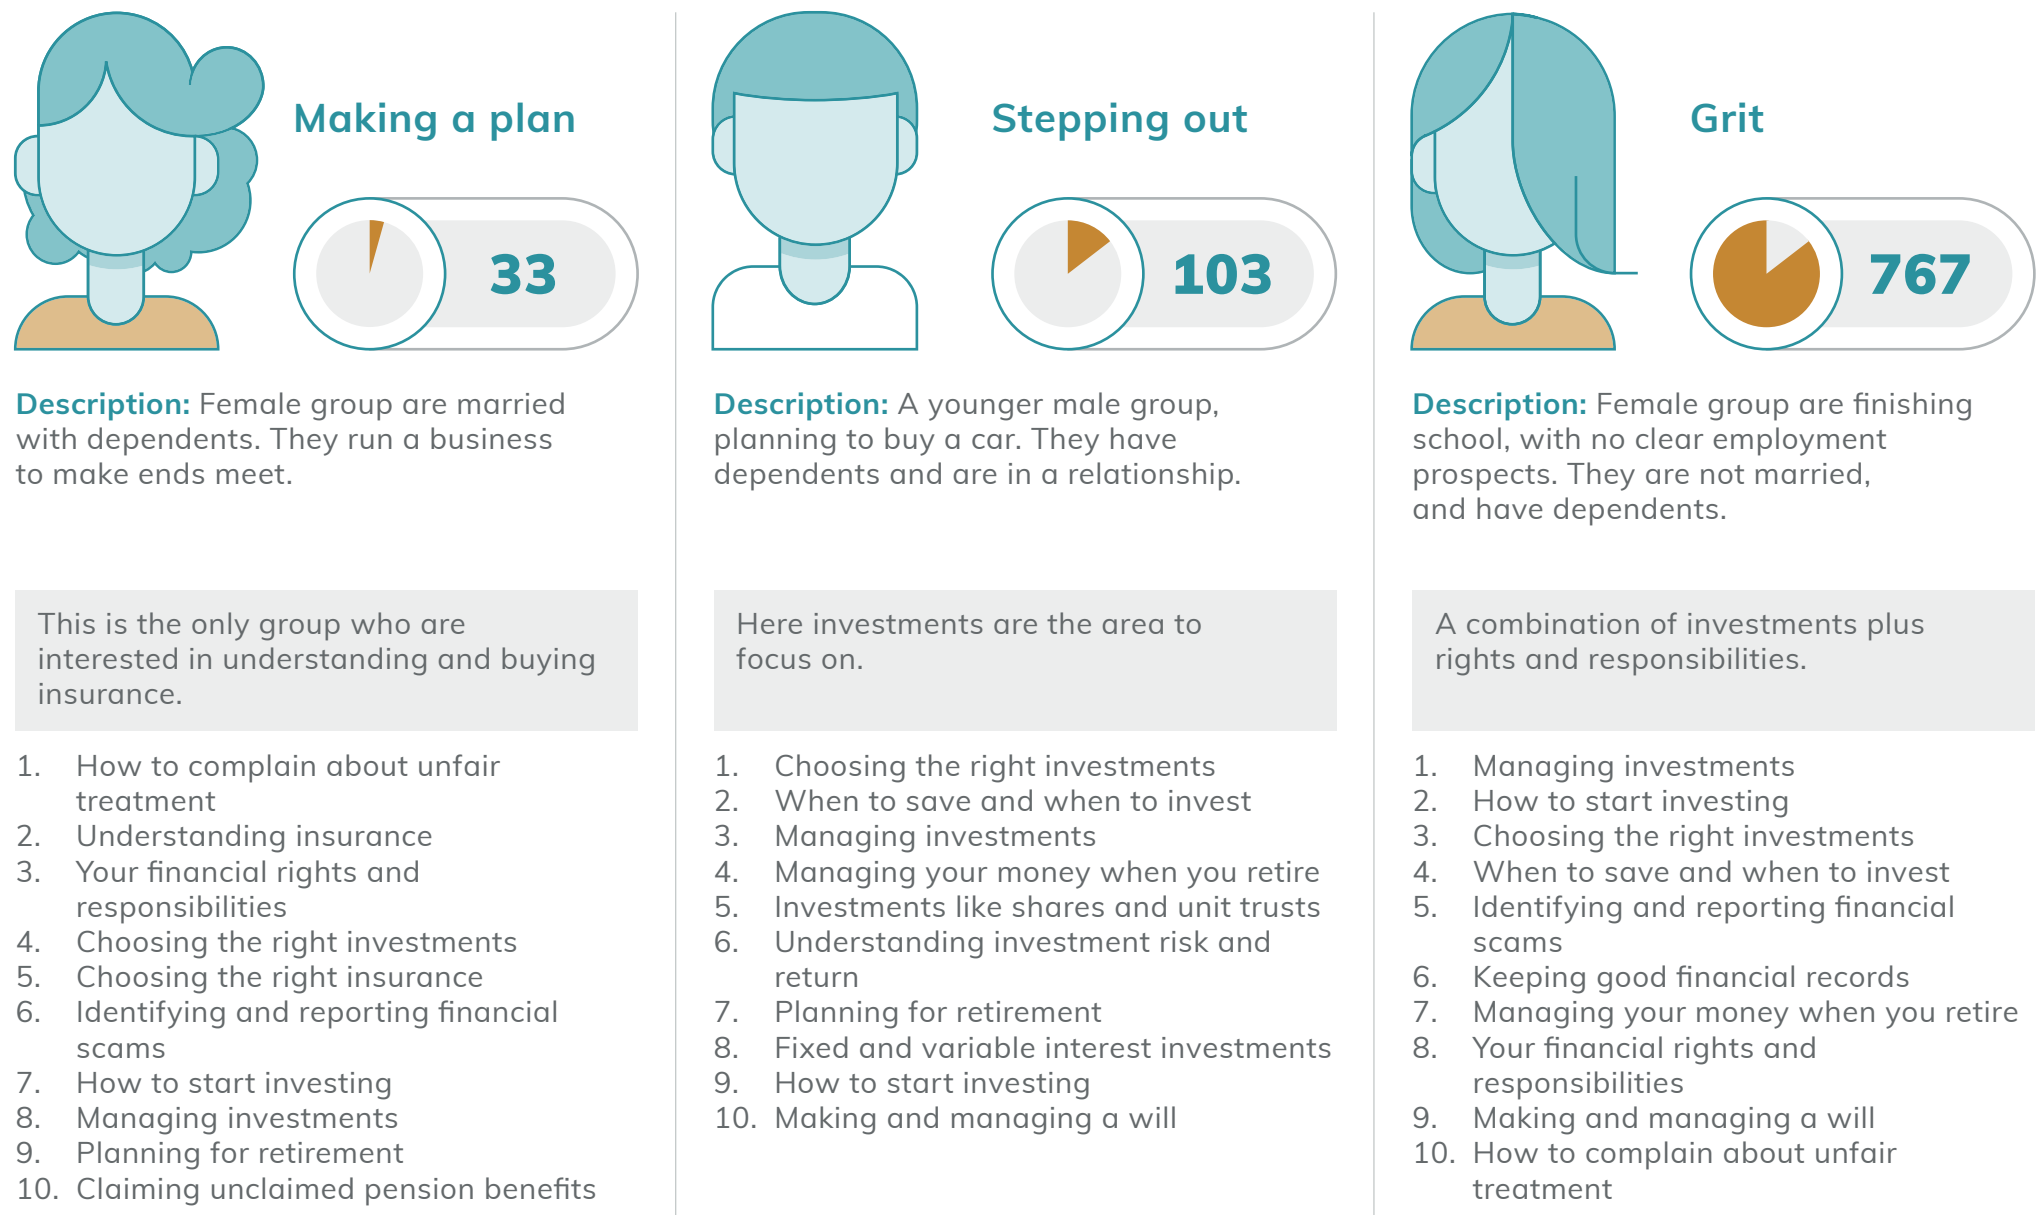 Making a plan
33
Description: Female group are married
with dependents. They run a business
to make ends meet.
This is the only group who are
interested in understanding and buying
insurance.
1. How to complain about unfair
treatment
2. Understanding insurance
3. Your financial rights and
responsibilities
4. Choosing the right investments
5. Choosing the right insurance
6. Identifying and reporting financial
scams
7. How to start investing
8. Managing investments
9. Planning for retirement
10. Claiming unclaimed pension benefits
Stepping out
103
Description: A younger male group,
planning to buy a car. They have
dependents and are in a relationship.
Here investments are the area to
focus on.
1. Choosing the right investments
2. When to save and when to invest
3. Managing investments
4. Managing your money when you retire
5. Investments like shares and unit trusts
6. Understanding investment risk and
return
7. Planning for retirement
8. Fixed and variable interest investments
9. How to start investing
10. Making and managing a will
Grit
767
Description: Female group are finishing
school, with no clear employment
prospects. They are not married,
and have dependents.
A combination of investments plus
rights and responsibilities.
1. Managing investments
2. How to start investing
3. Choosing the right investments
4. When to save and when to invest
5. Identifying and reporting financial
scams
6. Keeping good financial records
7. Managing your money when you retire
8. Your financial rights and
responsibilities
9. Making and managing a will
10. How to complain about unfair
treatment